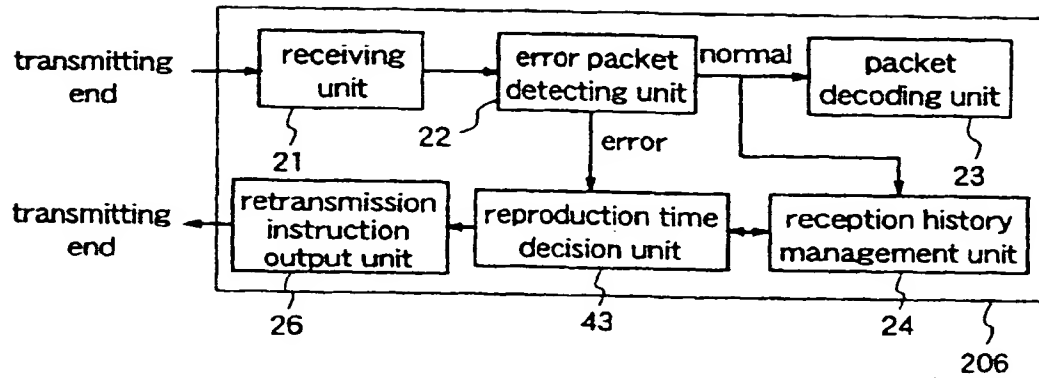 transmitting
end
receiving
unit
21
error packet
detecting unit
22
normal
packet
decoding unit
23
error
transmitting
end
retransmission
instruction
output unit
26
reproduction time
decision unit
43
reception history
management unit
24
206